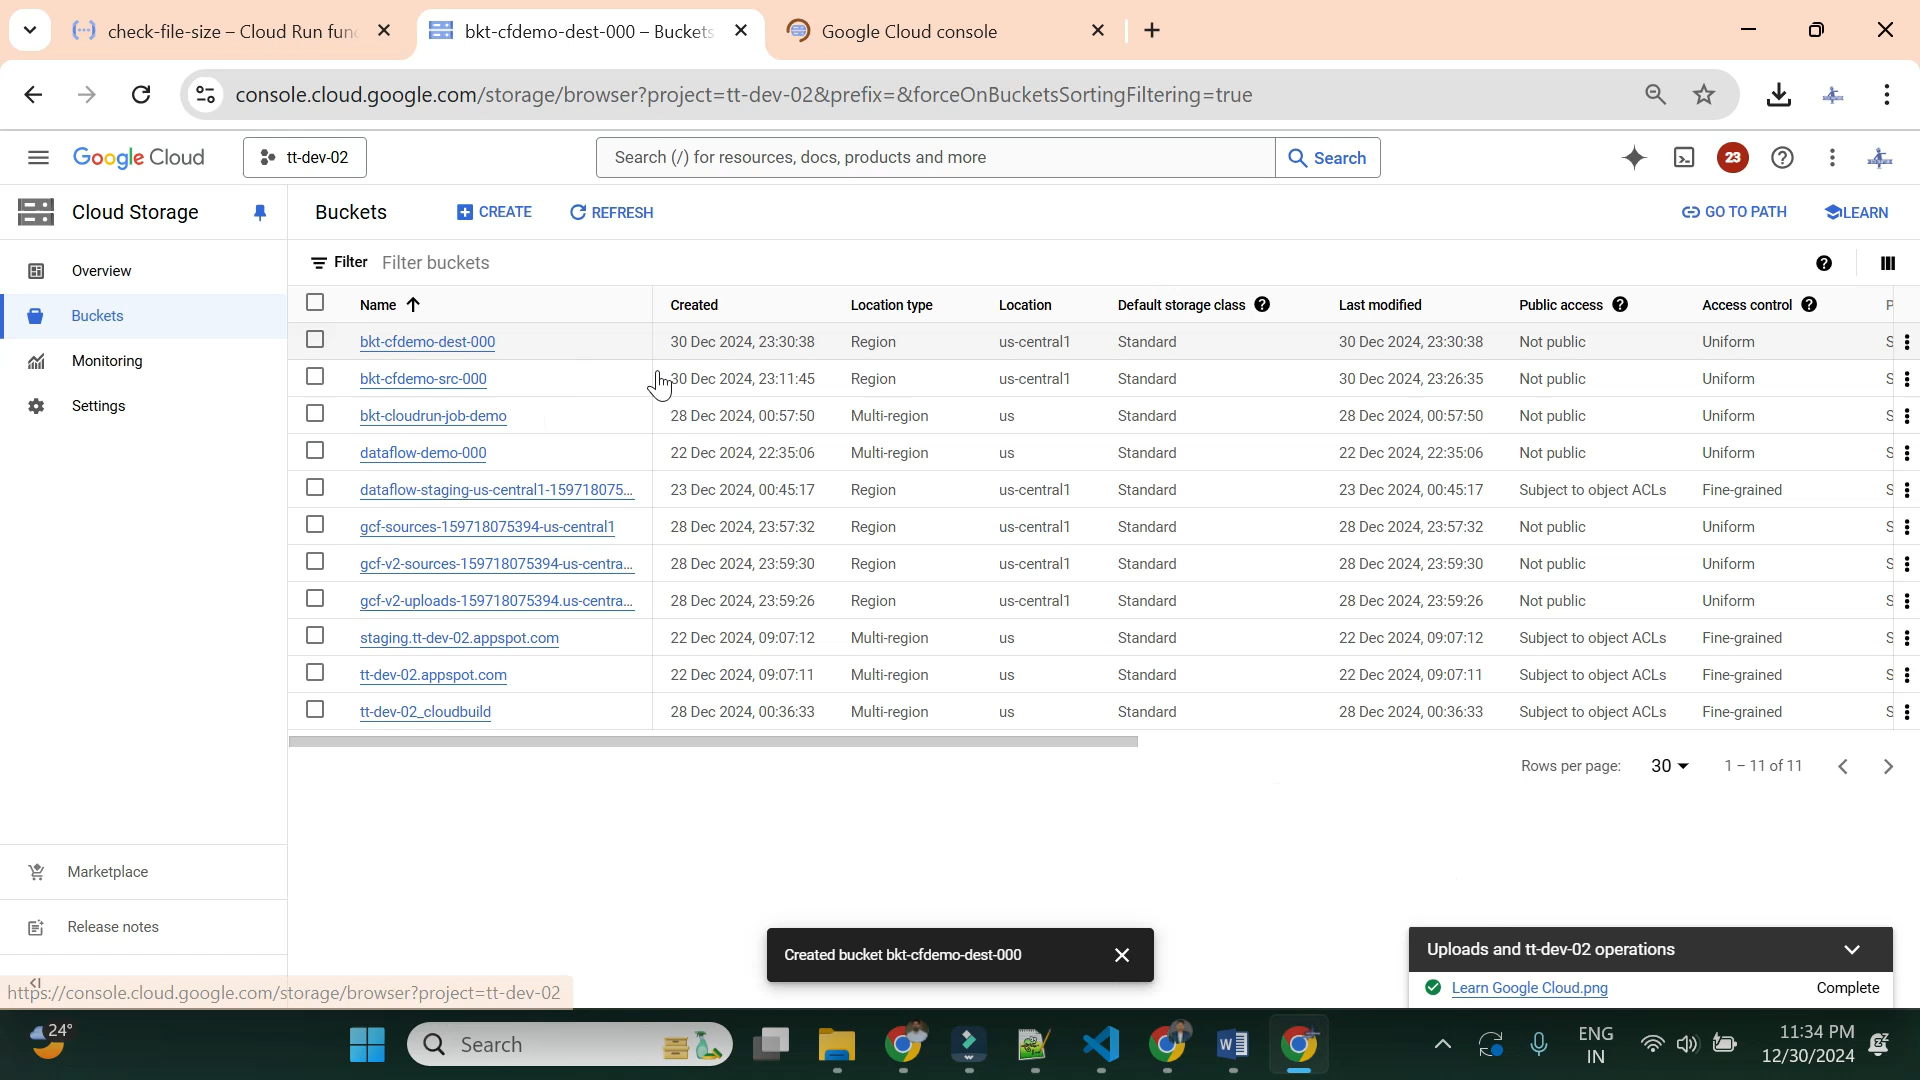 check-file-size – Cloud Run fun
bkt-cfdemo-dest-000 – Buckets
Google Cloud console
console.cloud.google.com/storage/browser?project=tt-dev-02&prefix=&forceOnBucketsSortingFiltering=true
Google Cloud
tt-dev-02
Search (/) for resources, docs, products and more
Search
23
Cloud Storage
Buckets
CREATE
REFRESH
GO TO PATH
LEARN
Overview
Buckets
Monitoring
Settings
Filter Filter buckets
Name Created Location type Location Default storage class Last modified Public access Access control
bkt-cfdemo-dest-000 30 Dec 2024, 23:30:38 Region us-central1 Standard 30 Dec 2024, 23:30:38 Not public Uniform
bkt-cfdemo-src-000 30 Dec 2024, 23:11:45 Region us-central1 Standard 30 Dec 2024, 23:26:35 Not public Uniform
bkt-cloudrun-job-demo 28 Dec 2024, 00:57:50 Multi-region us Standard 28 Dec 2024, 00:57:50 Not public Uniform
dataflow-demo-000 22 Dec 2024, 22:35:06 Multi-region us Standard 22 Dec 2024, 22:35:06 Not public Uniform
dataflow-staging-us-central1-159718075... 23 Dec 2024, 00:45:17 Region us-central1 Standard 23 Dec 2024, 00:45:17 Subject to object ACLs Fine-grained
gcf-sources-159718075394-us-central1 28 Dec 2024, 23:57:32 Region us-central1 Standard 28 Dec 2024, 23:57:32 Not public Uniform
gcf-v2-sources-159718075394-us-centra... 28 Dec 2024, 23:59:30 Region us-central1 Standard 28 Dec 2024, 23:59:30 Not public Uniform
gcf-v2-uploads-159718075394.us-centra... 28 Dec 2024, 23:59:26 Region us-central1 Standard 28 Dec 2024, 23:59:26 Not public Uniform
staging.tt-dev-02.appspot.com 22 Dec 2024, 09:07:12 Multi-region us Standard 22 Dec 2024, 09:07:12 Subject to object ACLs Fine-grained
tt-dev-02.appspot.com 22 Dec 2024, 09:07:11 Multi-region us Standard 22 Dec 2024, 09:07:11 Subject to object ACLs Fine-grained
tt-dev-02_cloudbuild 28 Dec 2024, 00:36:33 Multi-region us Standard 28 Dec 2024, 00:36:33 Subject to object ACLs Fine-grained
Rows per page: 30 1 – 11 of 11
Marketplace
Release notes
Created bucket bkt-cfdemo-dest-000
Uploads and tt-dev-02 operations
Learn Google Cloud.png Complete
https://console.cloud.google.com/storage/browser?project=tt-dev-02
24°
Search
ENG
IN
11:34 PM
12/30/2024